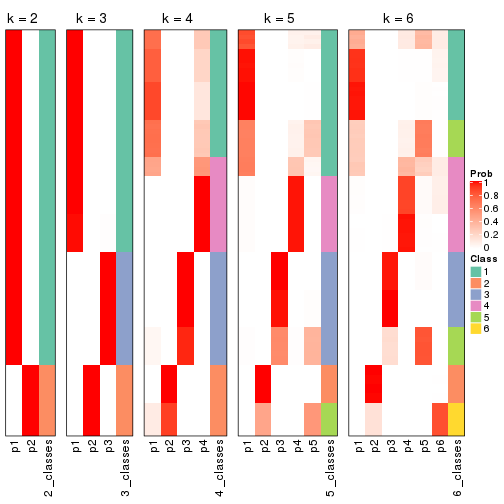 k = 2
k = 3
k = 4
k = 5
k = 6
p1
p2
2_classes
p1
p2
p3
3_classes
p1
p2
p3
p4
4_classes
p1
p2
p3
p4
p5
5_classes
p1
p2
p3
p4
p5
p6
6_classes
Prob
1
0.8
0.6
0.4
0.2
0
Class
1
2
3
4
5
6